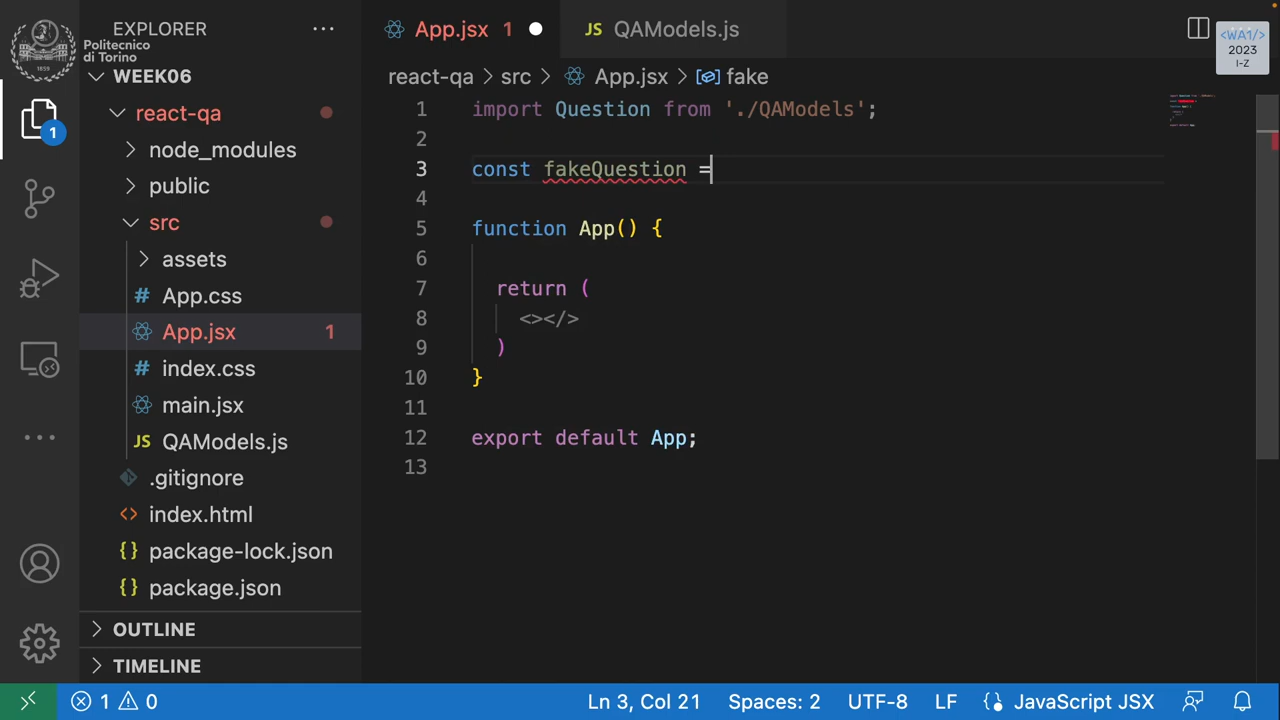 EXPLORER
Politecnico
di Torino
WEEK06
react-qa
node_modules
public
src
assets
# App.css
App.jsx 1
# index.css
main.jsx
JS QAModels.js
.gitignore
<> index.html
{} package-lock.json
{} package.json
OUTLINE
TIMELINE
1
App.jsx 1
JS QAModels.js
<WA1/>
2023
I-Z
react-qa > src > App.jsx > fake
1 import Question from './QAModels';
2
3 const fakeQuestion =
4
5 function App() {
6
7 return (
8 <></>
9 )
10 }
11
12 export default App;
13
1 0
Ln 3, Col 21
Spaces: 2
UTF-8
LF
{} JavaScript JSX